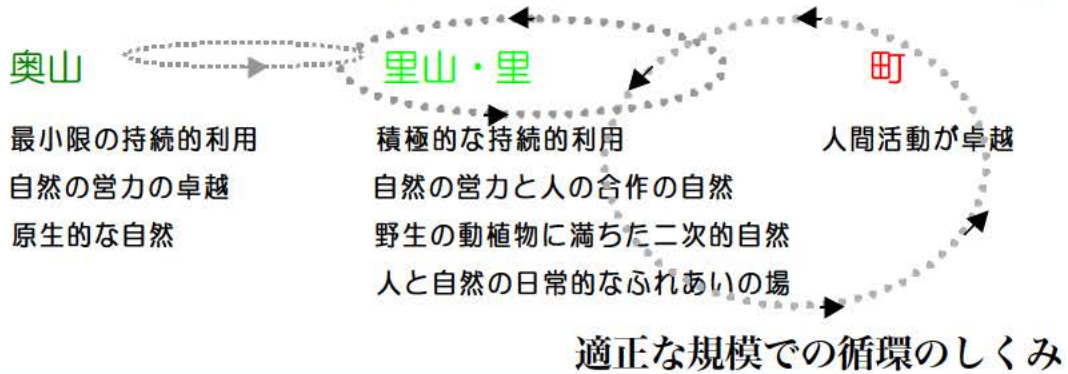 奥山
最小限の持続的利用
自然の営力の卓越
原生的な自然
里山・里
積極的な持続的利用
自然の営力と人の合作の自然
野生の動植物に満ちた二次的自然
人と自然の日常的なふれあいの場
町
人間活動が卓越
適正な規模での循環のしくみ